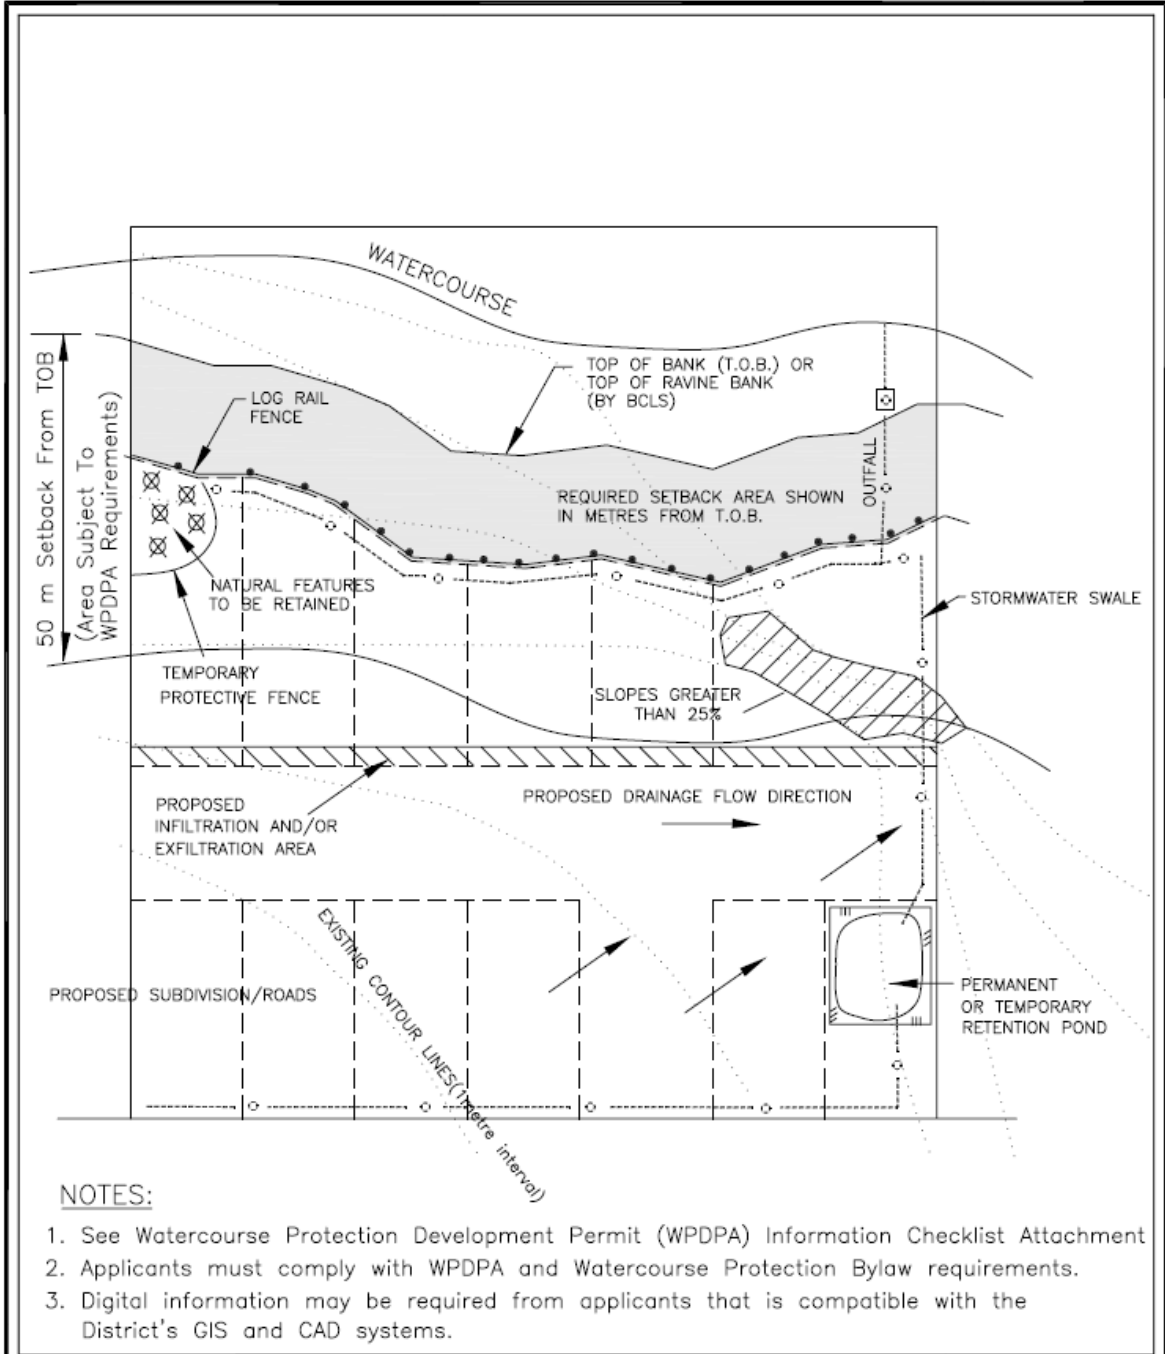 WATERCOURSE
50 m Setback From TOB
(Area Subject To
WPDPA Requirements)
TOP OF BANK (T.O.B.) OR
TOP OF RAVINE BANK
(BY BCLS)
LOG RAIL
FENCE
OUTFALL
REQUIRED SETBACK AREA SHOWN
IN METRES FROM T.O.B.
NATURAL FEATURES
TO BE RETAINED
STORMWATER SWALE
TEMPORARY
PROTECTIVE FENCE
SLOPES GREATER
THAN 25%
PROPOSED
INFILTRATION AND/OR
EXFILTRATION AREA
PROPOSED DRAINAGE FLOW DIRECTION
EXISTING CONTOUR LINES(1metre interval)
PROPOSED SUBDIVISION/ROADS
PERMANENT
OR TEMPORARY
RETENTION POND
NOTES:
1. See Watercourse Protection Development Permit (WPDPA) Information Checklist Attachment
2. Applicants must comply with WPDPA and Watercourse Protection Bylaw requirements.
3. Digital information may be required from applicants that is compatible with the
District's GIS and CAD systems.